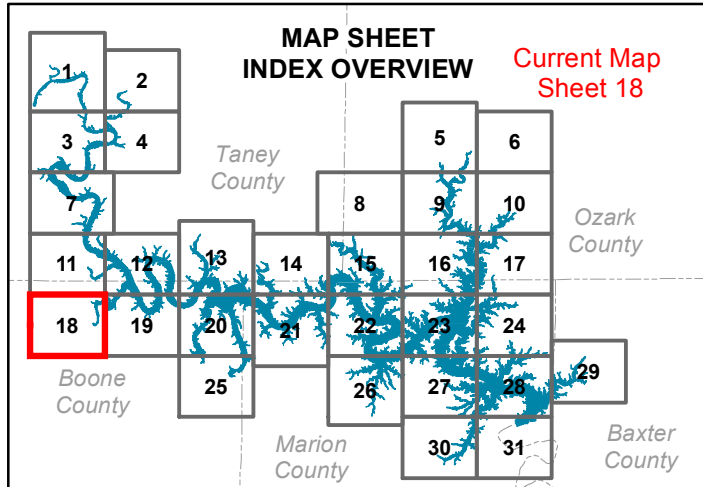 MAP SHEET
INDEX OVERVIEW
Current Map
Sheet 18
1
2
3
4
5
6
Taney
County
7
8
9
10
Ozark
County
11
12
13
14
15
16
17
18
19
20
21
22
23
24
Boone
County
25
26
27
28
29
Marion
County
30
31
Baxter
County